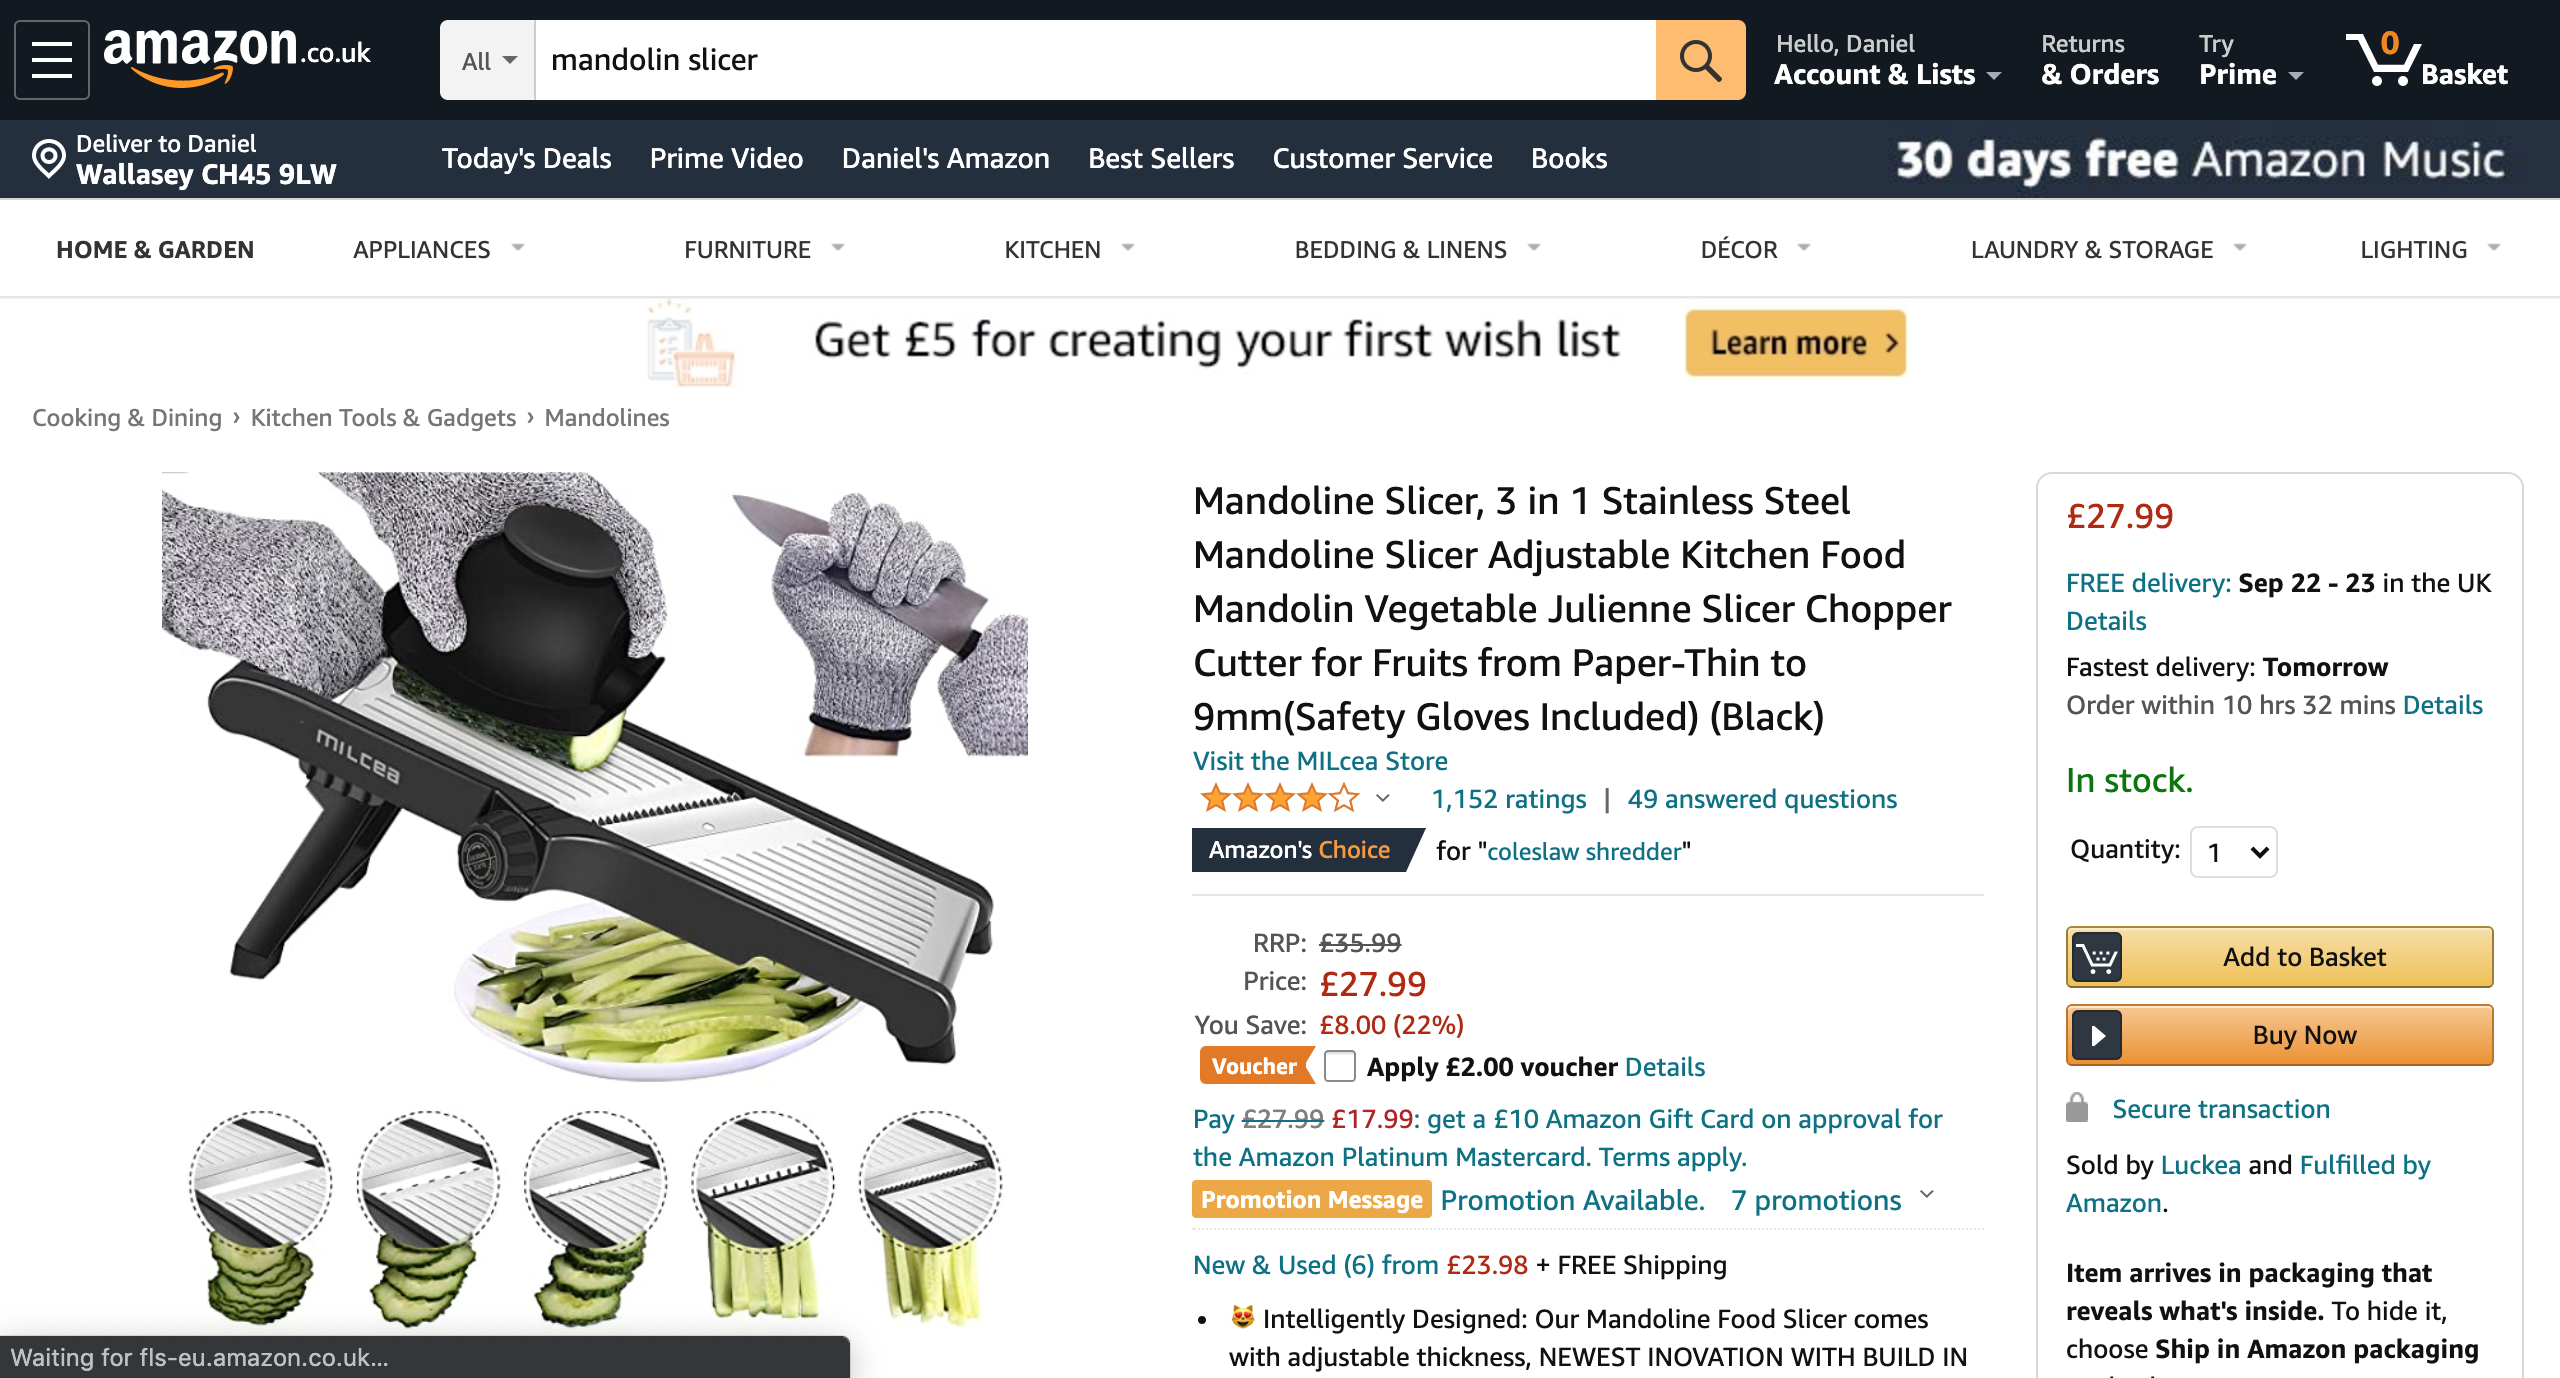 amazon.co.uk
All
mandolin slicer
Hello, Daniel
Account & Lists
Returns
& Orders
Try
Prime
0
Basket
Deliver to Daniel
Wallasey CH45 9LW
Today's Deals
Prime Video
Daniel's Amazon
Best Sellers
Customer Service
Books
30 days free Amazon Music
HOME & GARDEN
APPLIANCES
FURNITURE
KITCHEN
BEDDING & LINENS
DÉCOR
LAUNDRY & STORAGE
LIGHTING
Get £5 for creating your first wish list
Learn more ›
Cooking & Dining › Kitchen Tools & Gadgets › Mandolines
MILcea
Mandoline Slicer, 3 in 1 Stainless Steel
Mandoline Slicer Adjustable Kitchen Food
Mandolin Vegetable Julienne Slicer Chopper
Cutter for Fruits from Paper-Thin to
9mm(Safety Gloves Included) (Black)
Visit the MILcea Store
1,152 ratings | 49 answered questions
Amazon's Choice for "coleslaw shredder"
RRP: £35.99
Price: £27.99
You Save: £8.00 (22%)
Voucher Apply £2.00 voucher Details
Pay £27.99 £17.99: get a £10 Amazon Gift Card on approval for
the Amazon Platinum Mastercard. Terms apply.
Promotion Message Promotion Available. 7 promotions
New & Used (6) from £23.98 + FREE Shipping
• 😻 Intelligently Designed: Our Mandoline Food Slicer comes
with adjustable thickness, NEWEST INOVATION WITH BUILD IN
£27.99
FREE delivery: Sep 22 - 23 in the UK
Details
Fastest delivery: Tomorrow
Order within 10 hrs 32 mins Details
In stock.
Quantity: 1
Add to Basket
Buy Now
Secure transaction
Sold by Luckea and Fulfilled by
Amazon.
Item arrives in packaging that
reveals what's inside. To hide it,
choose Ship in Amazon packaging
Waiting for fls-eu.amazon.co.uk...